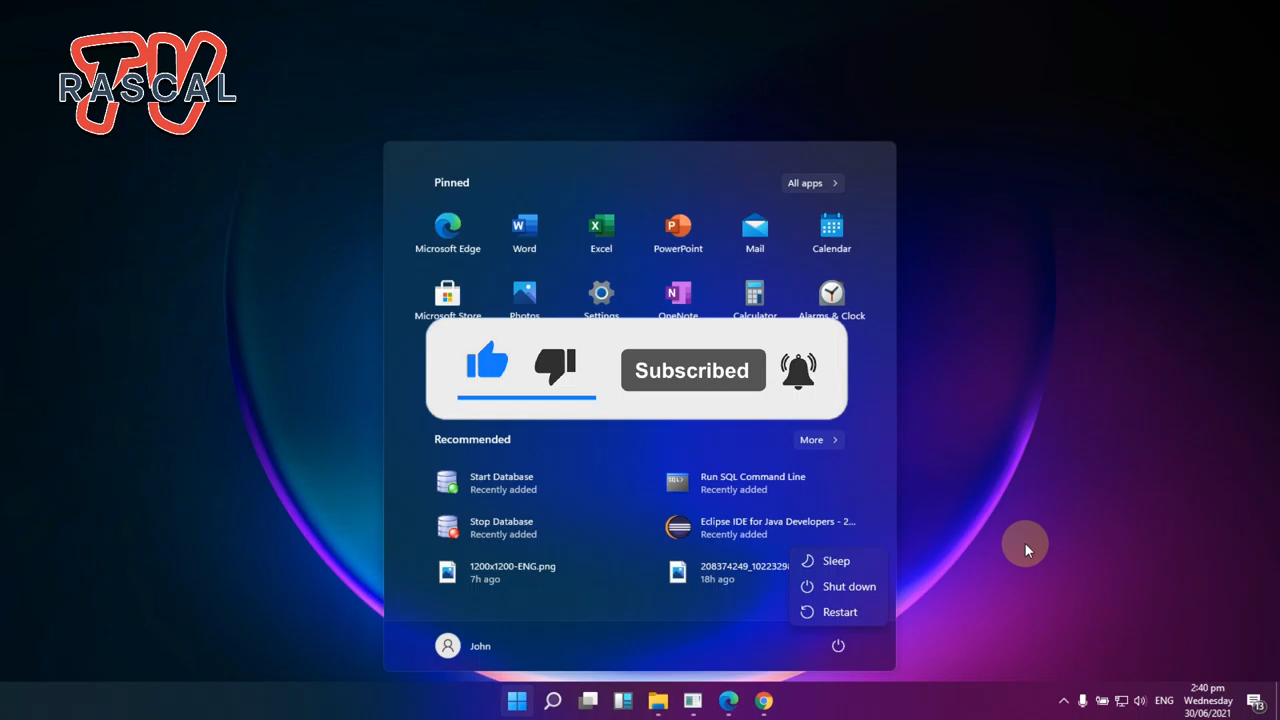 TV
RASCAL
Pinned
All apps
Microsoft Edge
Word
Excel
PowerPoint
Mail
Calendar
Microsoft Store
Photos
Settings
OneNote
Calculator
Alarms & Clock
Subscribed
Recommended
More
Start Database
Recently added
Run SQL Command Line
Recently added
Stop Database
Recently added
Eclipse IDE for Java Developers - 2...
Recently added
1200x1200-ENG.png
7h ago
208374249_1022329
18h ago
Sleep
Shut down
Restart
John
ENG
2:40 pm
Wednesday
30/06/2021
13